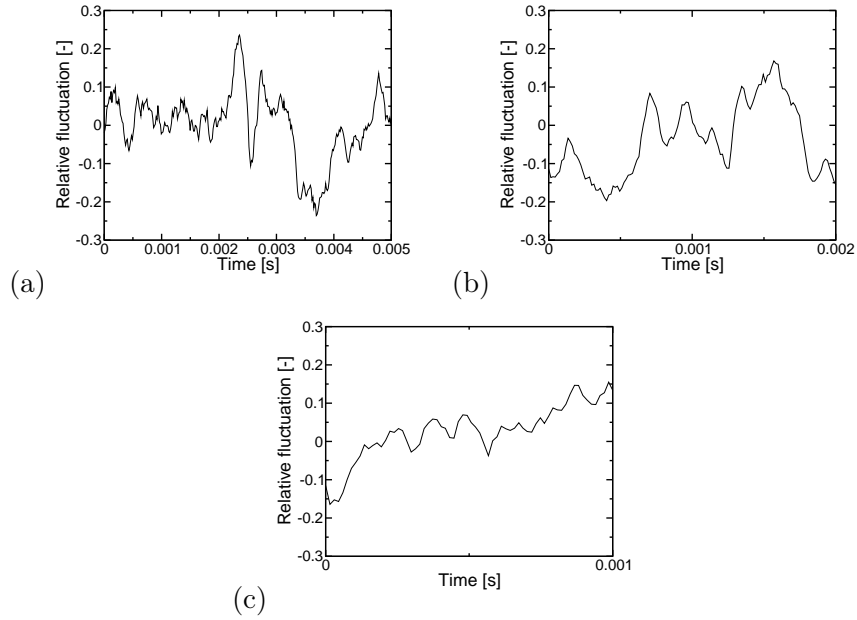 0.3
0.2
0.1
0
-0.1
-0.2
-0.3
Relative fluctuation [-]
0 0.001 0.002 0.003 0.004 0.005
Time [s]
(a)
0.3
0.2
0.1
0
-0.1
-0.2
-0.3
Relative fluctuation [-]
0 0.001 0.002
Time [s]
(b)
0.3
0.2
0.1
0
-0.1
-0.2
-0.3
Relative fluctuation [-]
0 0.001
Time [s]
(c)